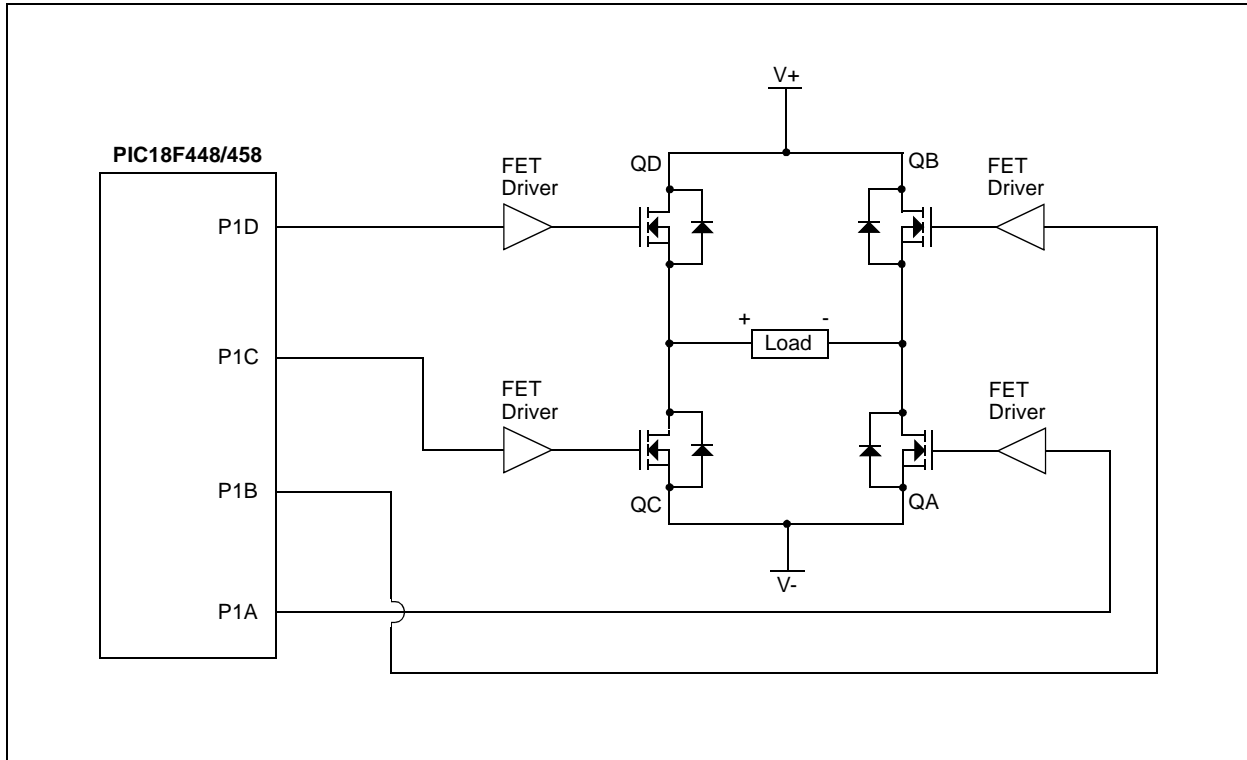 V+
PIC18F448/458
FET
Driver
QD
QB
FET
Driver
P1D
+
-
Load
P1C
FET
Driver
FET
Driver
P1B
QC
QA
V-
P1A